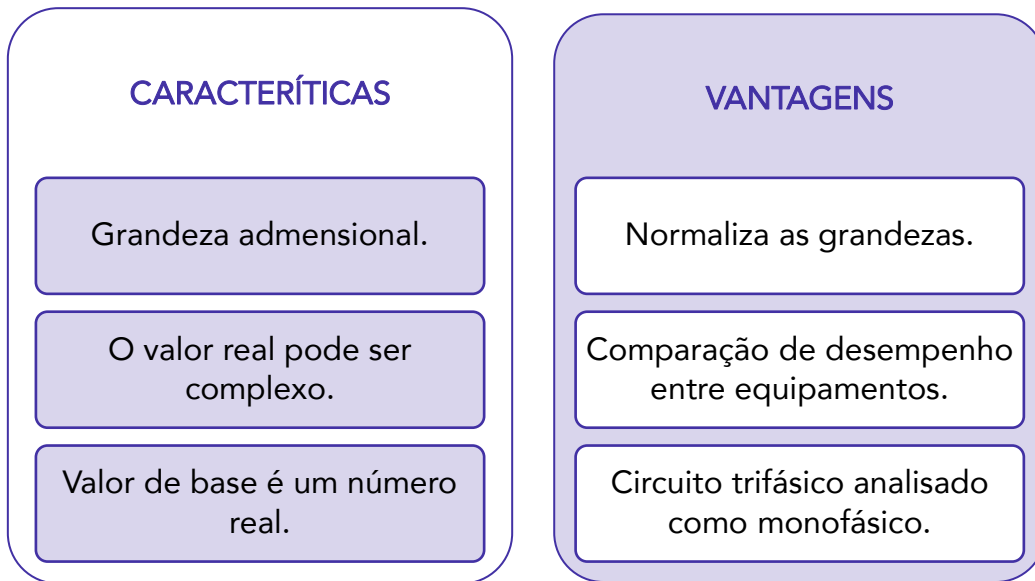 CARACTERÍTICAS
Grandeza admensional.
O valor real pode ser
complexo.
Valor de base é um número
real.
VANTAGENS
Normaliza as grandezas.
Comparação de desempenho
entre equipamentos.
Circuito trifásico analisado
como monofásico.